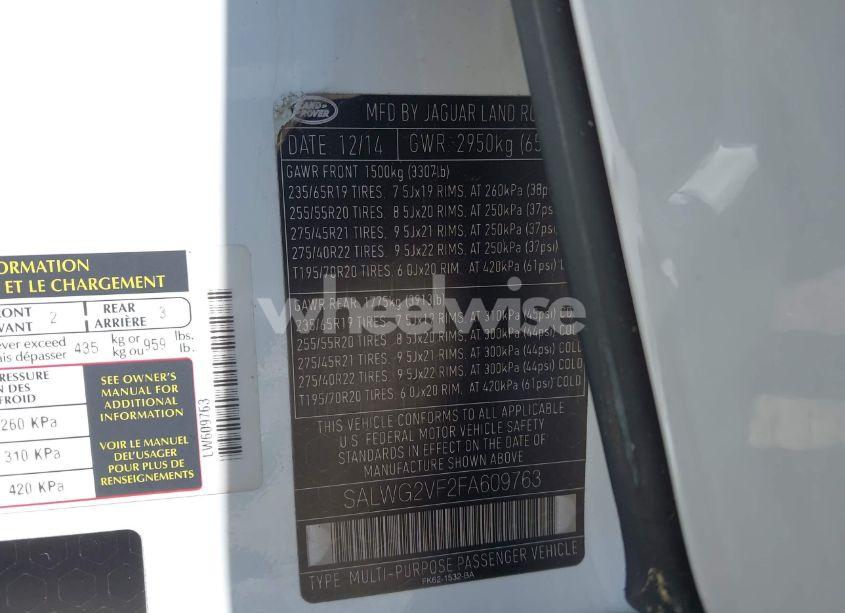 LAND-
ROVER
MFD BY JAGUAR LAND RO
DATE: 12/14 GWR: 2950kg (65
GAWR FRONT 1500kg (3307lb)
235/65R19 TIRES, 7.5Jx19 RIMS, AT 260kPa (38p
255/55R20 TIRES, 8.5Jx20 RIMS, AT 250kPa (37ps
275/45R21 TIRES, 9.5Jx21 RIMS, AT 250kPa (37psi
275/40R22 TIRES, 9.5Jx22 RIMS, AT 250kPa (37psi)
T195/70R20 TIRES, 6.0Jx20 RIM, AT 420kPa (61psi)
GAWR REAR 1775kg (3913lb)
235/65R19 TIRES, 7.5Jx19 RIMS, AT 310kPa (45psi) CO
255/55R20 TIRES, 8.5Jx20 RIMS, AT 300kPa (44psi) COL
275/45R21 TIRES, 9.5Jx21 RIMS, AT 300kPa (44psi) COLD
275/40R22 TIRES, 9.5Jx22 RIMS, AT 300kPa (44psi) COLD
T195/70R20 TIRES, 6.0Jx20 RIM, AT 420kPa (61psi) COLD
THIS VEHICLE CONFORMS TO ALL APPLICABLE
U.S. FEDERAL MOTOR VEHICLE SAFETY
STANDARDS IN EFFECT ON THE DATE OF
MANUFACTURE SHOWN ABOVE
SALWG2VF2FA609763
TYPE: MULTI-PURPOSE PASSENGER VEHICLE
FK62-1532-BA
wheelwise
ORMATION
ET LE CHARGEMENT
RONT 2 REAR 3
VANT ARRIÈRE
ever exceed 435 kg or 959 lbs.
ais dépasser kg ou lb.
RESSURE
N DES
FROID
260 KPa
310 KPa
420 KPa
SEE OWNER'S
MANUAL FOR
ADDITIONAL
INFORMATION
VOIR LE MANUEL
DE L'USAGER
POUR PLUS DE
RENSEIGNEMENTS
LW609763